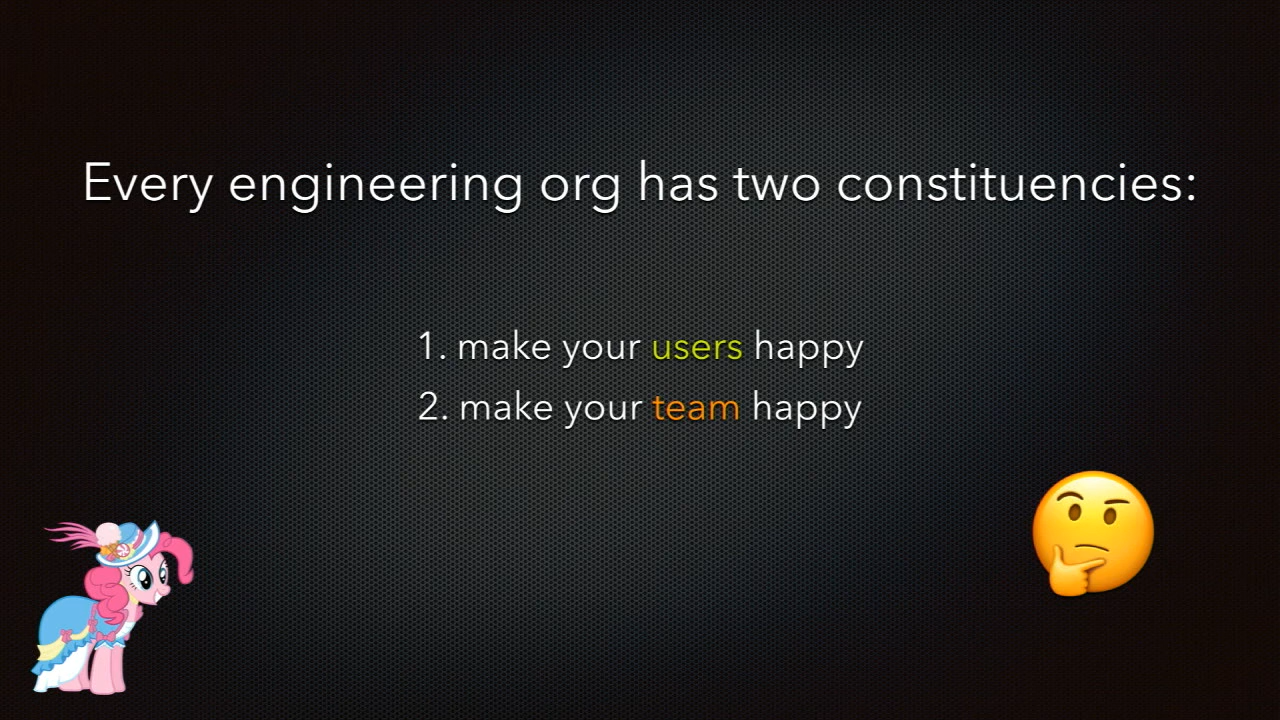 Every engineering org has two constituencies:
1. make your users happy
2. make your team happy